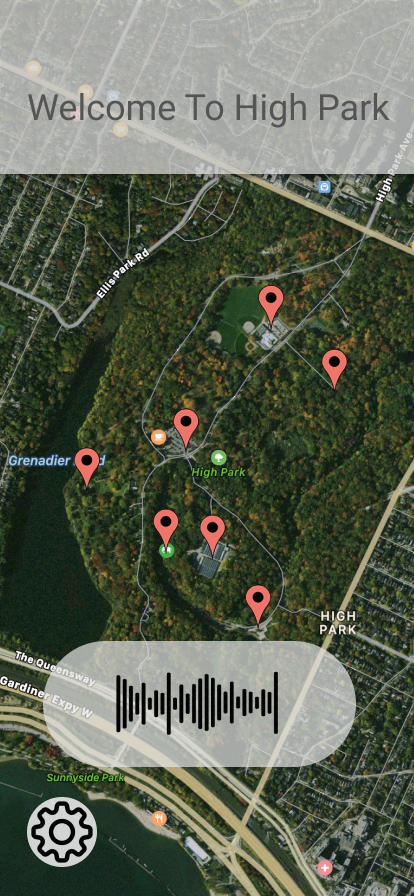 Welcome To High Park
High Park Ave
Ellis Park Rd
High Park
HIGH
PARK
The Queensway
Gardiner Expy W
Sunnyside Park